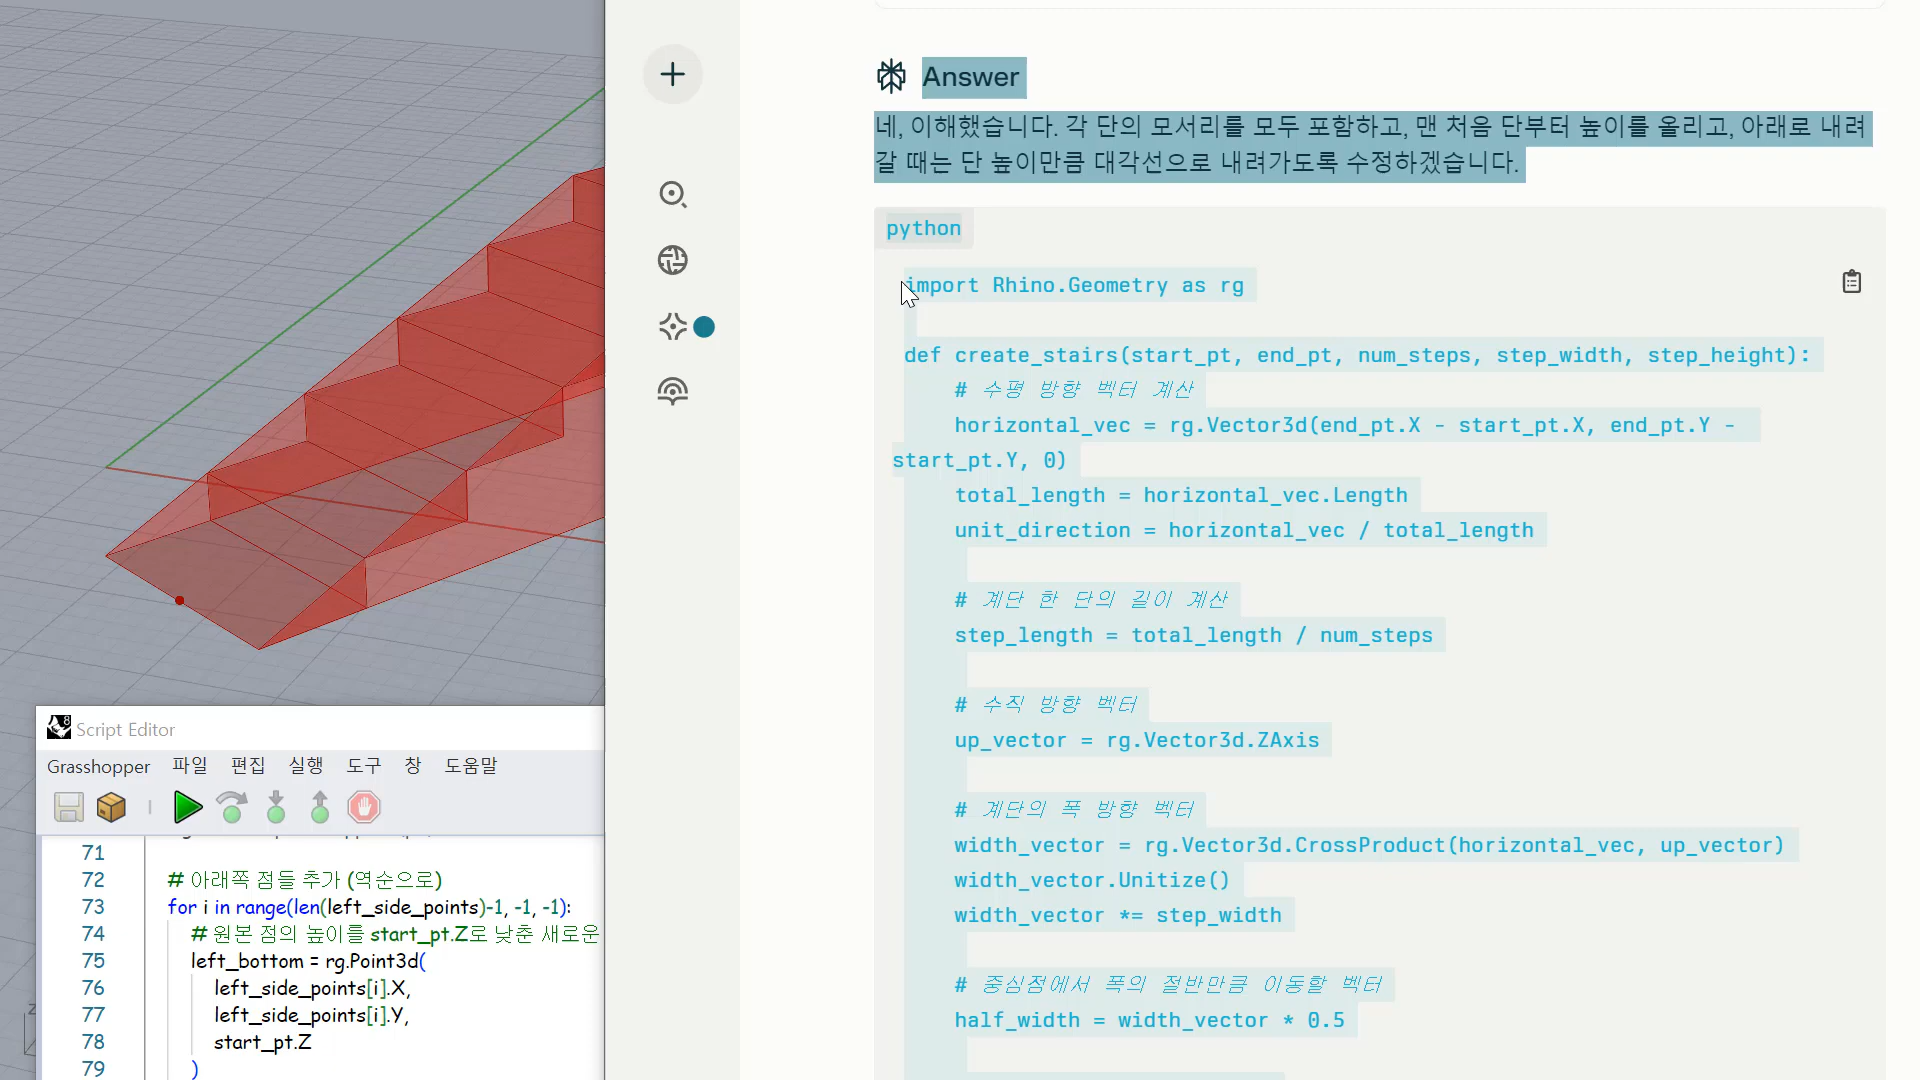 Answer
네, 이해했습니다. 각 단의 모서리를 모두 포함하고, 맨 처음 단부터 높이를 올리고, 아래로 내려
갈 때는 단 높이만큼 대각선으로 내려가도록 수정하겠습니다.
python
import Rhino.Geometry as rg
def create_stairs(start_pt, end_pt, num_steps, step_width, step_height):
# 수평 방향 벡터 계산
horizontal_vec = rg.Vector3d(end_pt.X - start_pt.X, end_pt.Y -
start_pt.Y, 0)
total_length = horizontal_vec.Length
unit_direction = horizontal_vec / total_length
# 계단 한 단의 길이 계산
step_length = total_length / num_steps
# 수직 방향 벡터
up_vector = rg.Vector3d.ZAxis
# 계단의 폭 방향 벡터
width_vector = rg.Vector3d.CrossProduct(horizontal_vec, up_vector)
width_vector.Unitize()
width_vector *= step_width
# 중심점에서 폭의 절반만큼 이동할 벡터
half_width = width_vector * 0.5
8
Script Editor
Grasshopper 파일 편집 실행 도구 창 도움말
71
72 # 아래쪽 점들 추가 (역순으로)
73 for i in range(len(left_side_points)-1, -1, -1):
74 # 원본 점의 높이를 start_pt.Z로 낮춘 새로운
75 left_bottom = rg.Point3d(
76 left_side_points[i].X,
77 left_side_points[i].Y,
78 start_pt.Z
79 )
z